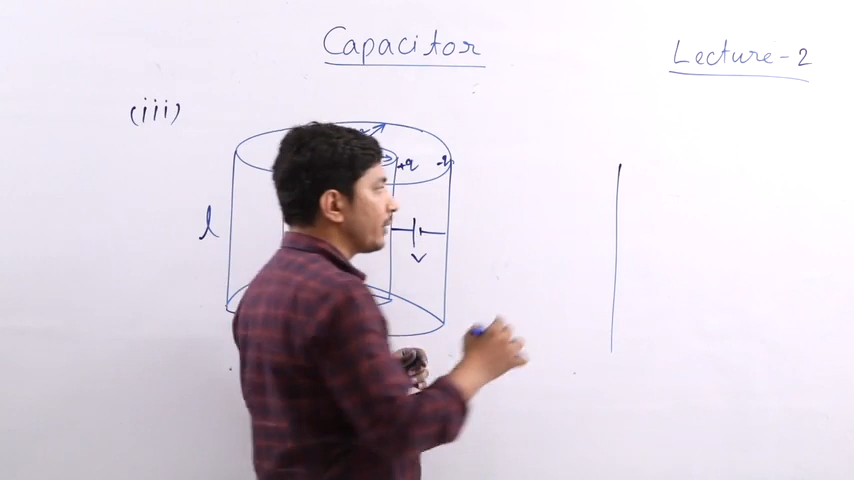 Capacitor
Lecture-2
(iii)
+q -q
l
V